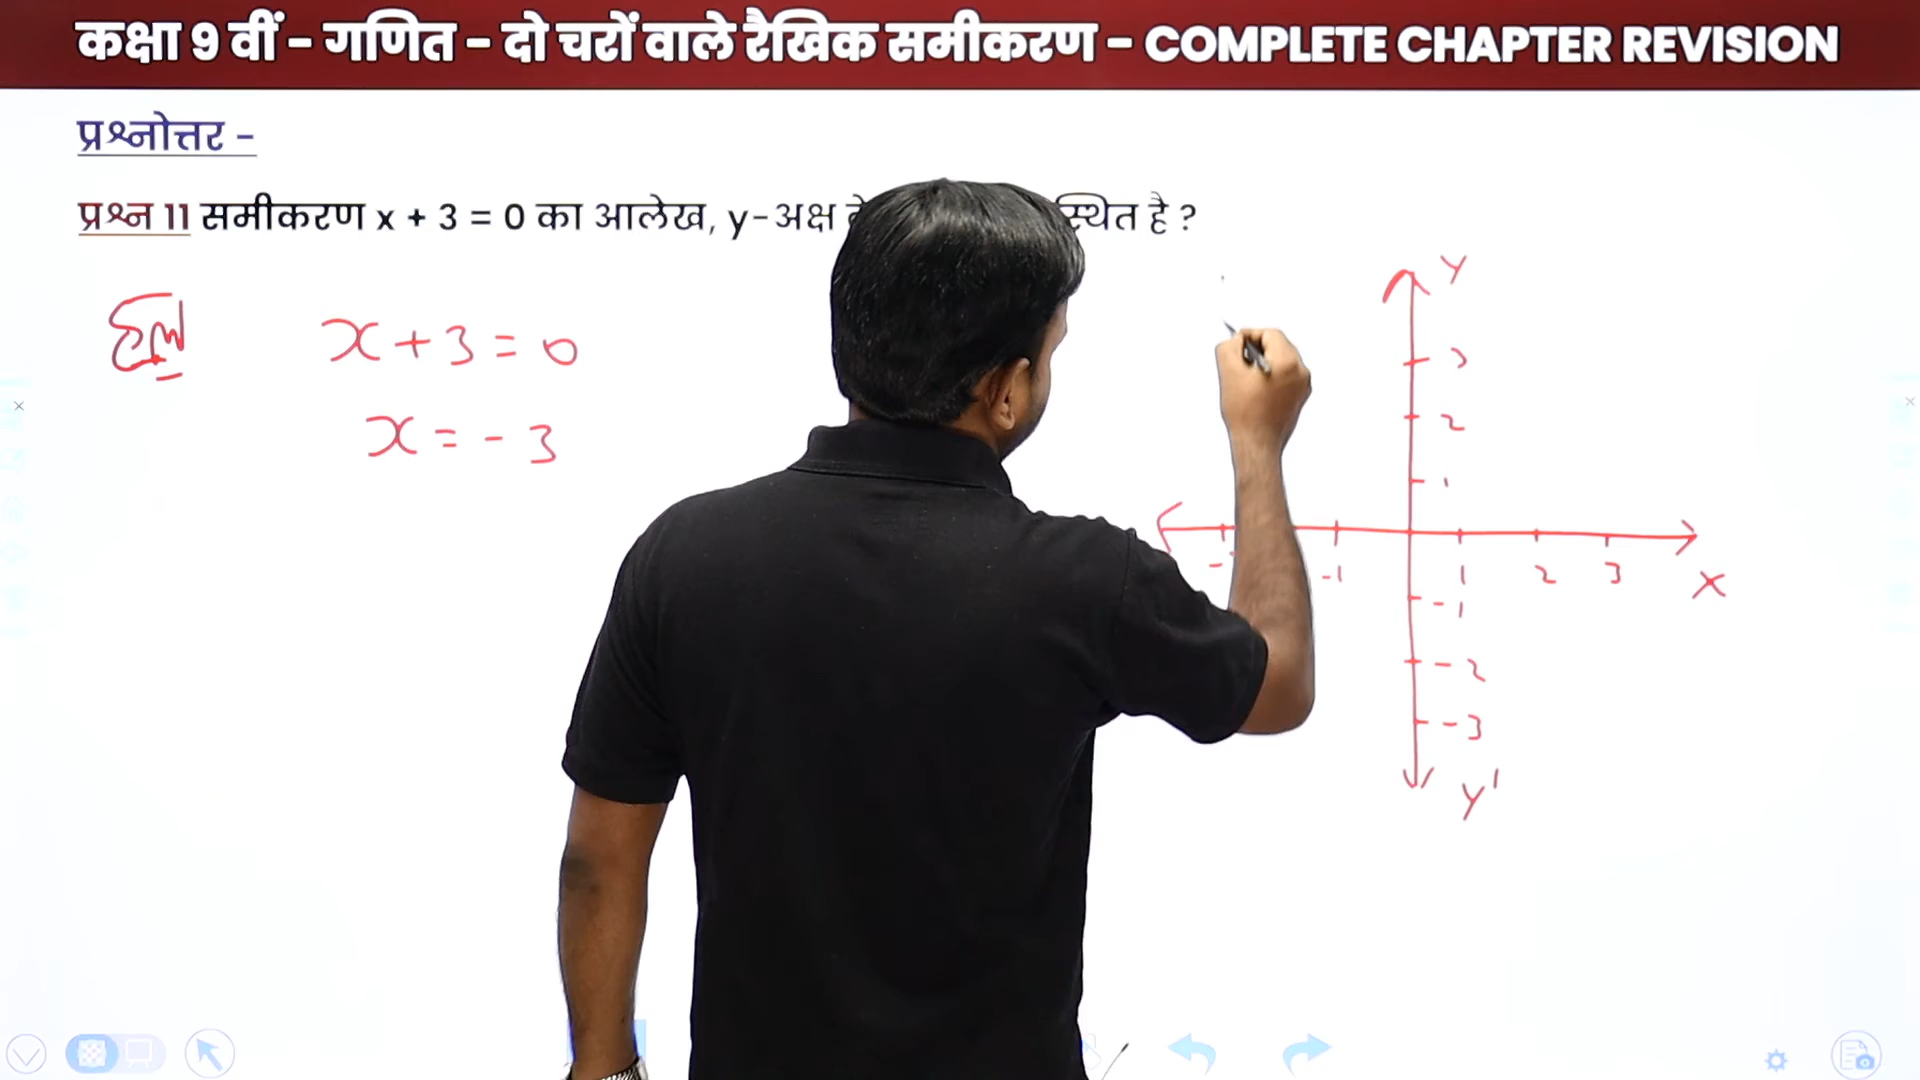 कक्षा 9 वीं - गणित - दो चरों वाले रैखिक समीकरण - COMPLETE CHAPTER REVISION
प्रश्नोत्तर -
प्रश्न 11 समीकरण x + 3 = 0 का आलेख, y-अक्ष स्थित है ?
हल
x + 3 = 0
x = - 3
Y
3
2
1
-1 1 2 3 X
-1
-2
-3
Y'